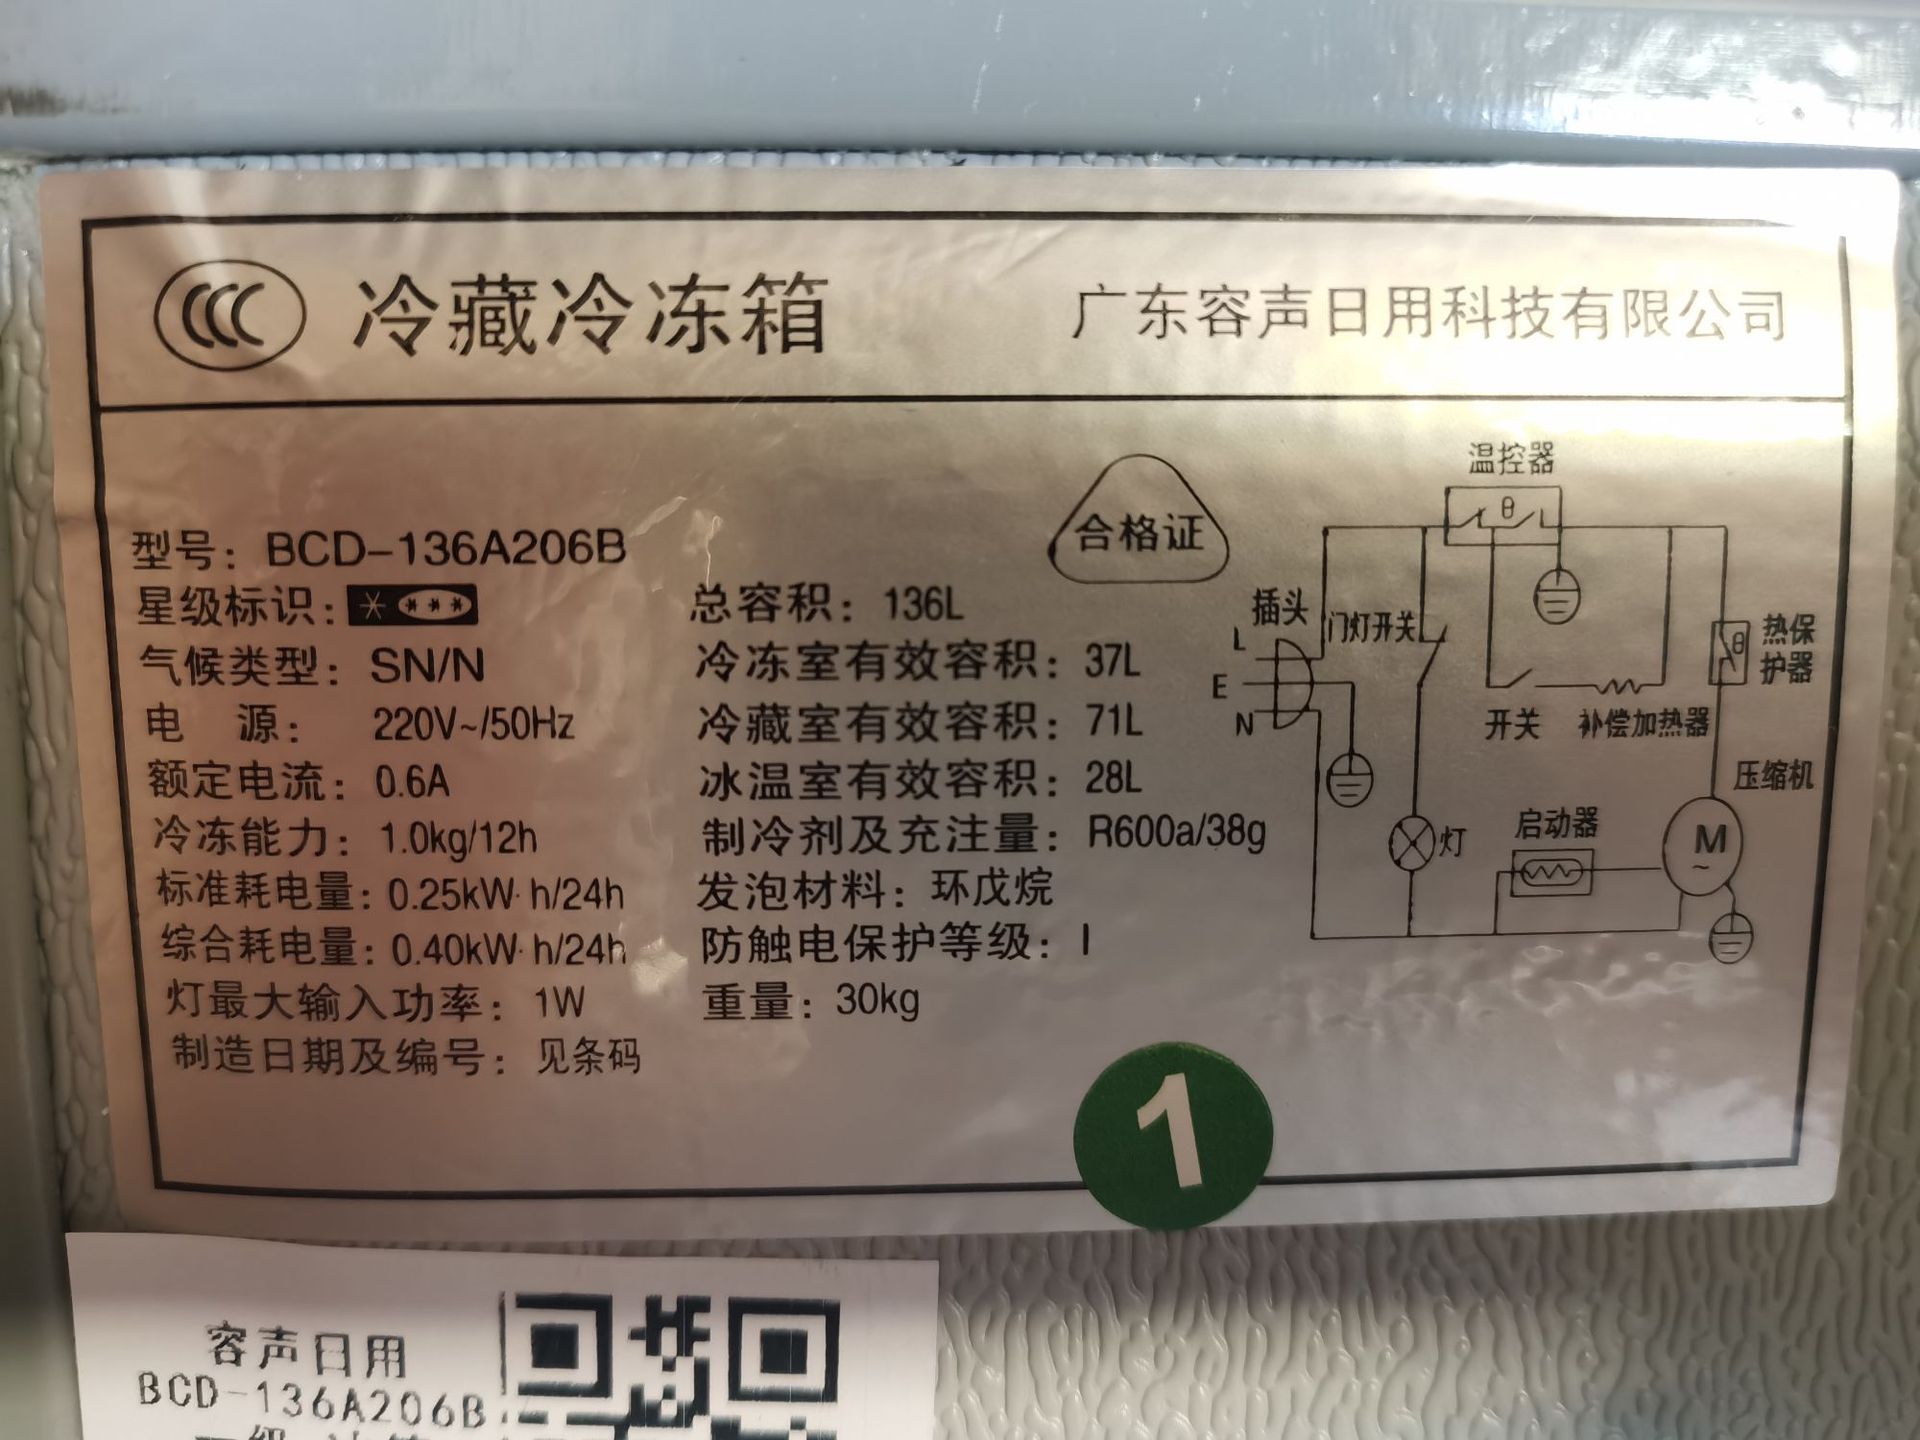 CCC 冷藏冷冻箱 广东容声日用科技有限公司
合格证
型号：BCD-136A206B
星级标识：* ***
气候类型：SN/N
电 源：220V~/50Hz
额定电流：0.6A
冷冻能力：1.0kg/12h
标准耗电量：0.25kW·h/24h
综合耗电量：0.40kW·h/24h
灯最大输入功率：1W
制造日期及编号：见条码
总容积：136L
冷冻室有效容积：37L
冷藏室有效容积：71L
冰温室有效容积：28L
制冷剂及充注量：R600a/38g
发泡材料：环戊烷
防触电保护等级：I
重量：30kg
温控器
θ
插头
L
E
N
门灯开关
开关
补偿加热器
θ
热保
护器
压缩机
M
~
启动器
灯
1
容声日用
BCD-136A206B